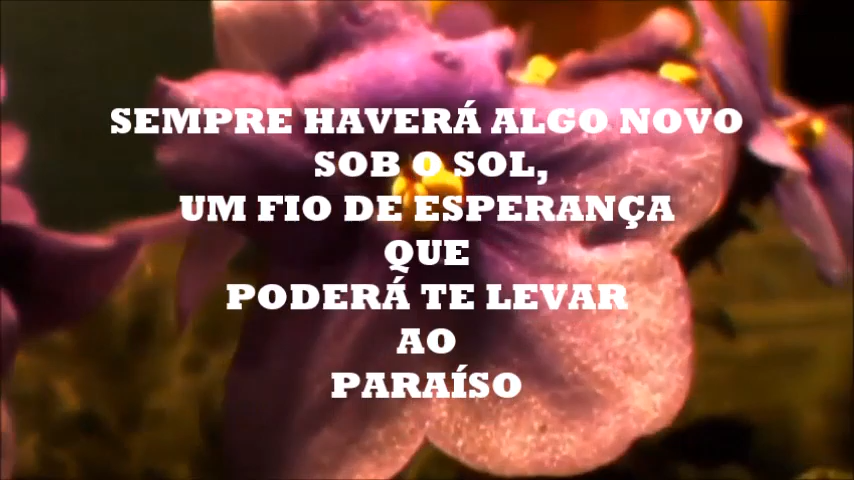 SEMPRE HAVERÁ ALGO NOVO
SOB O SOL,
UM FIO DE ESPERANÇA
QUE
PODERÁ TE LEVAR
AO
PARAÍSO